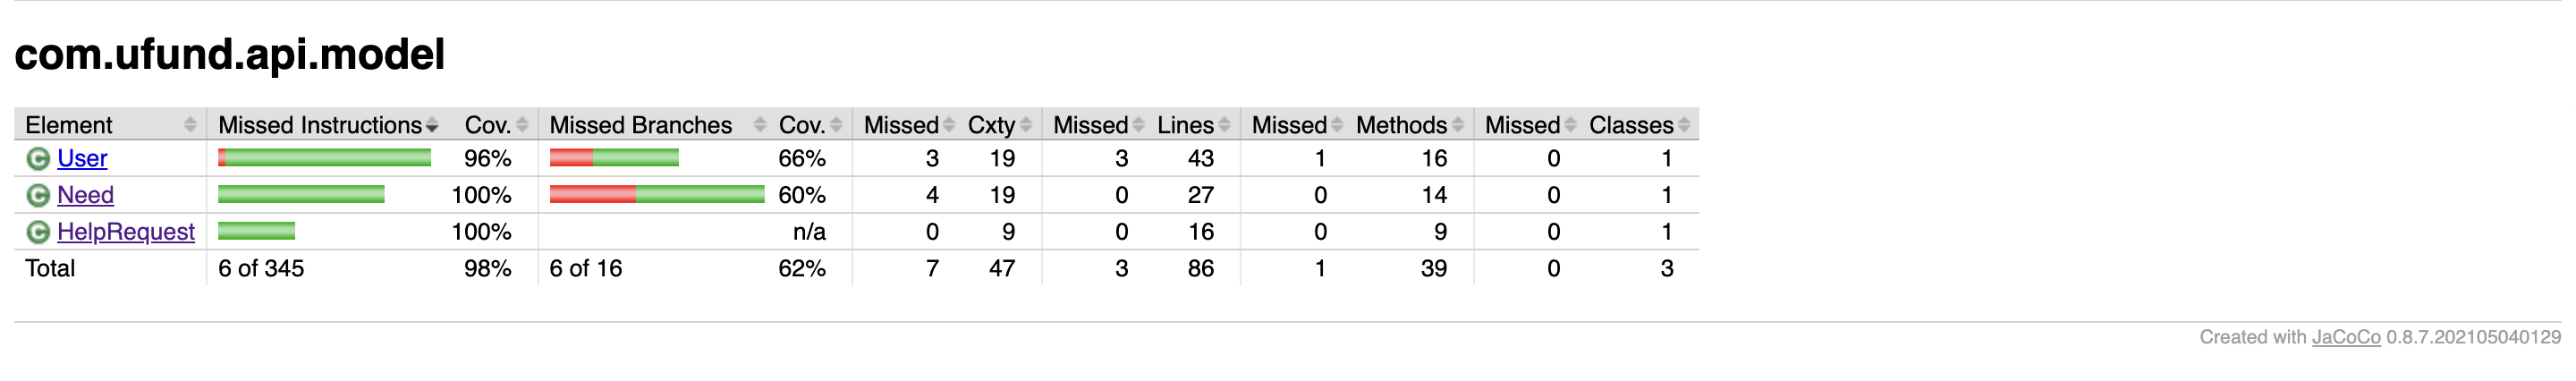 com.ufund.api.model
Element Missed Instructions Cov. Missed Branches Cov. Missed Cxty Missed Lines Missed Methods Missed Classes
C User 96% 66% 3 19 3 43 1 16 0 1
C Need 100% 60% 4 19 0 27 0 14 0 1
C HelpRequest 100% n/a 0 9 0 16 0 9 0 1
Total 6 of 345 98% 6 of 16 62% 7 47 3 86 1 39 0 3
Created with JaCoCo 0.8.7.202105040129